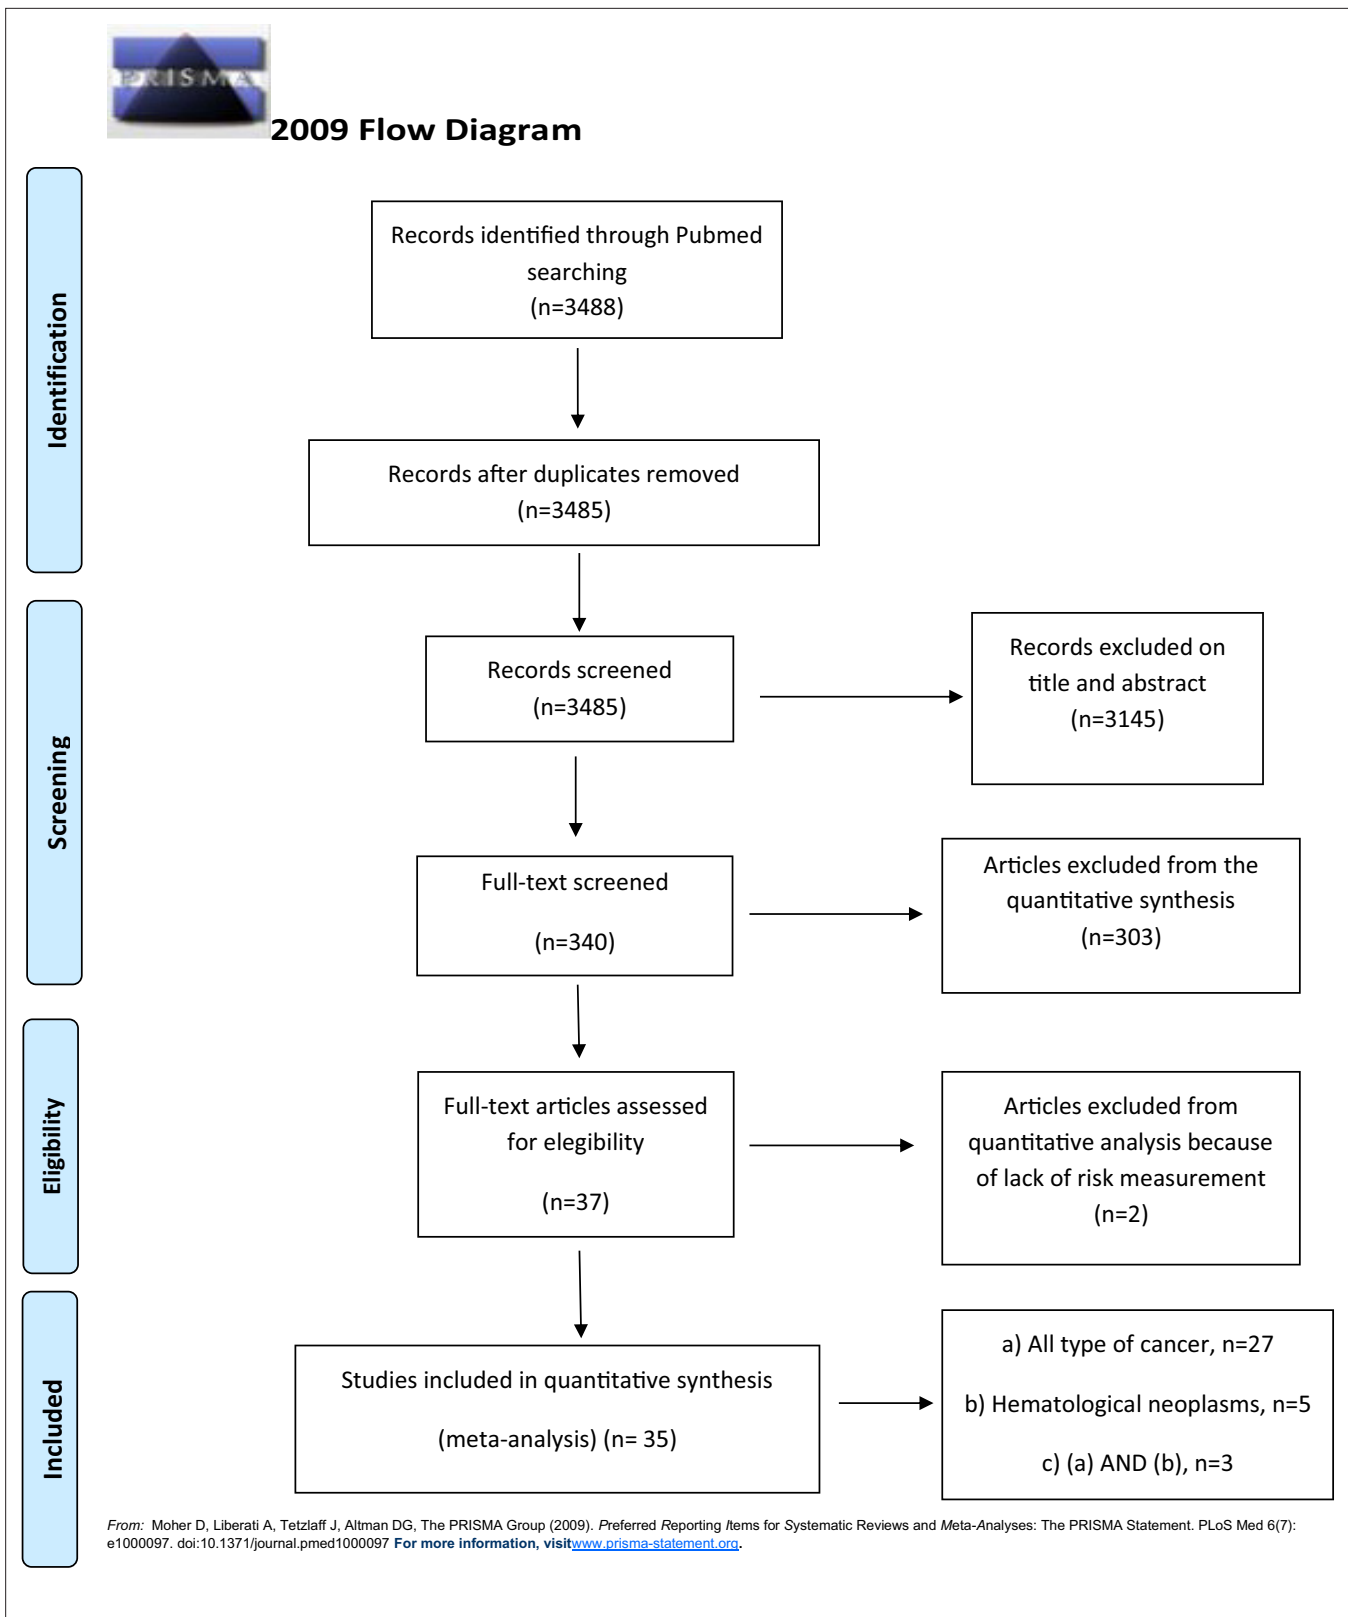 PRISMA
2009 Flow Diagram
Identification
Records identified through Pubmed
searching
(n=3488)
Records after duplicates removed
(n=3485)
Screening
Records screened
(n=3485)
Records excluded on
title and abstract
(n=3145)
Full-text screened
(n=340)
Articles excluded from the
quantitative synthesis
(n=303)
Eligibility
Full-text articles assessed
for elegibility
(n=37)
Articles excluded from
quantitative analysis because
of lack of risk measurement
(n=2)
Included
Studies included in quantitative synthesis
(meta-analysis) (n= 35)
a) All type of cancer, n=27
b) Hematological neoplasms, n=5
c) (a) AND (b), n=3
From: Moher D, Liberati A, Tetzlaff J, Altman DG, The PRISMA Group (2009). Preferred Reporting Items for Systematic Reviews and Meta-Analyses: The PRISMA Statement. PLoS Med 6(7):
e1000097. doi:10.1371/journal.pmed1000097 For more information, visitwww.prisma-statement.org.